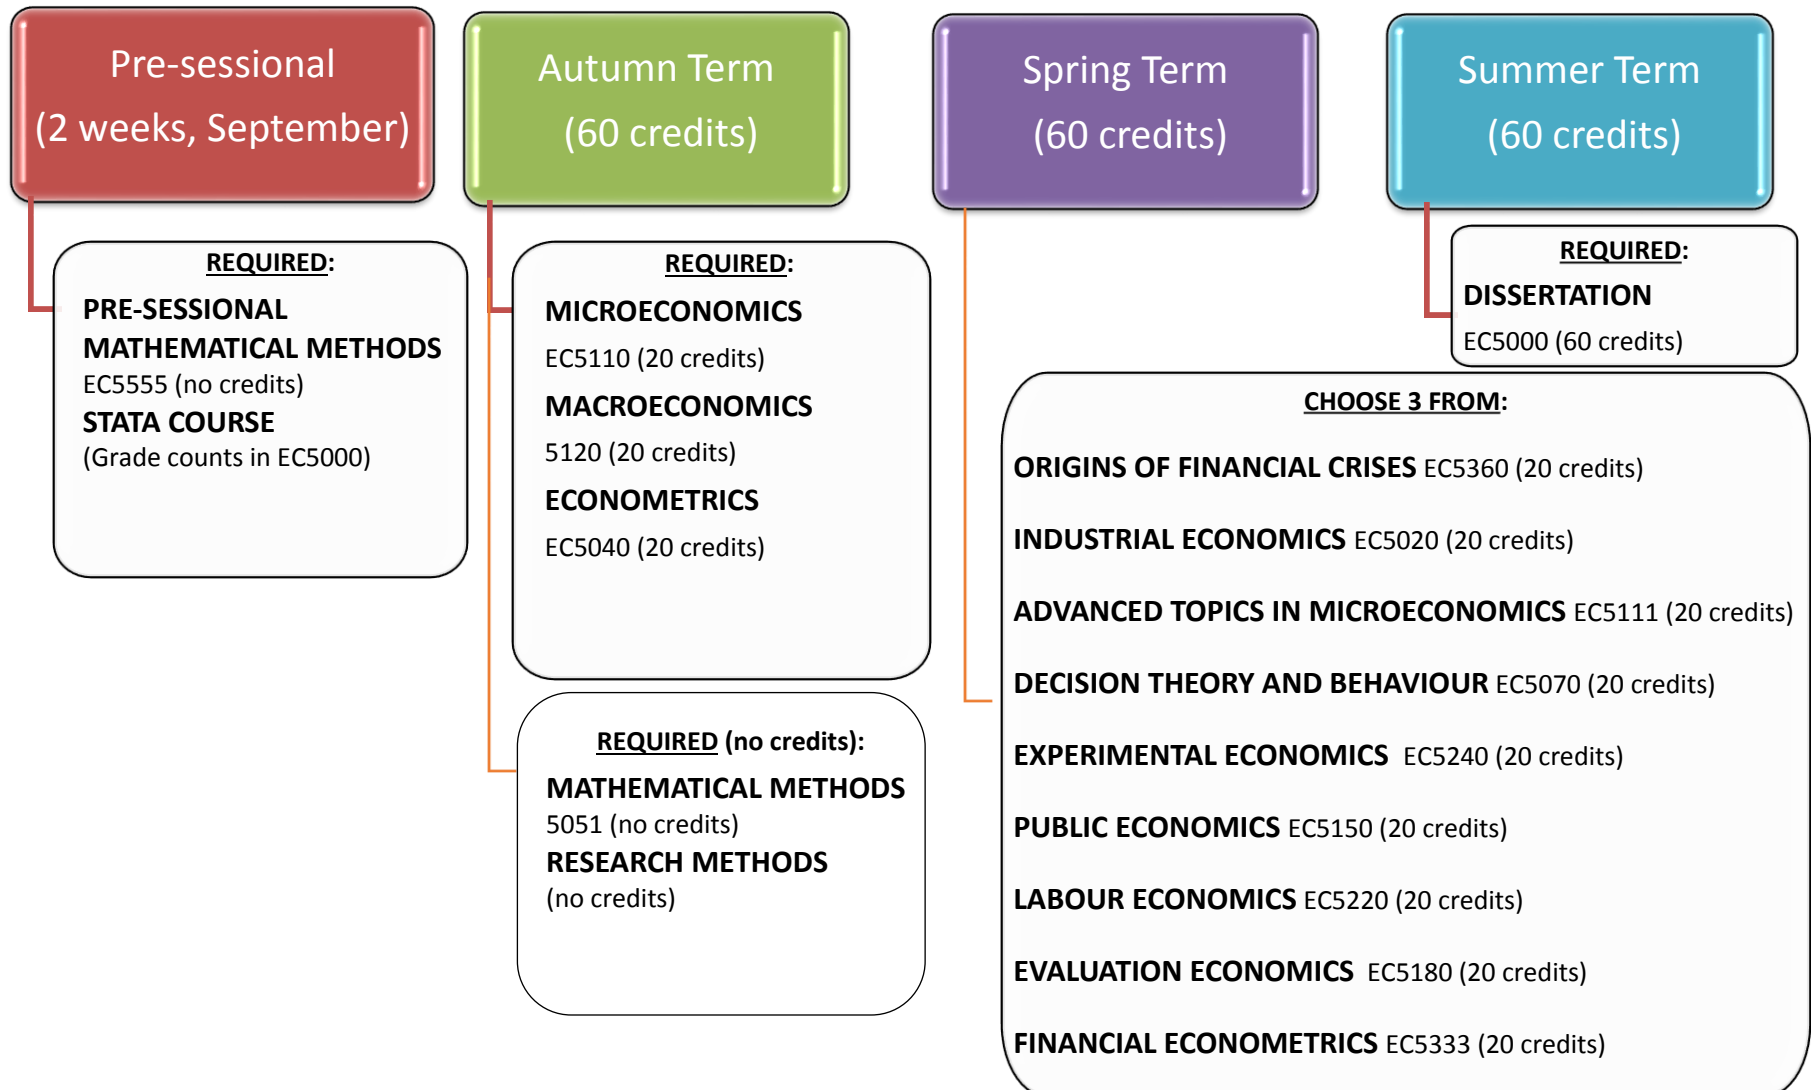 Pre-sessional
(2 weeks, September)
Autumn Term
(60 credits)
Spring Term
(60 credits)
Summer Term
(60 credits)
REQUIRED:
PRE-SESSIONAL
MATHEMATICAL METHODS
EC5555 (no credits)
STATA COURSE
(Grade counts in EC5000)
REQUIRED:
MICROECONOMICS
EC5110 (20 credits)
MACROECONOMICS
5120 (20 credits)
ECONOMETRICS
EC5040 (20 credits)
REQUIRED (no credits):
MATHEMATICAL METHODS
5051 (no credits)
RESEARCH METHODS
(no credits)
REQUIRED:
DISSERTATION
EC5000 (60 credits)
CHOOSE 3 FROM:
ORIGINS OF FINANCIAL CRISES EC5360 (20 credits)
INDUSTRIAL ECONOMICS EC5020 (20 credits)
ADVANCED TOPICS IN MICROECONOMICS EC5111 (20 credits)
DECISION THEORY AND BEHAVIOUR EC5070 (20 credits)
EXPERIMENTAL ECONOMICS EC5240 (20 credits)
PUBLIC ECONOMICS EC5150 (20 credits)
LABOUR ECONOMICS EC5220 (20 credits)
EVALUATION ECONOMICS EC5180 (20 credits)
FINANCIAL ECONOMETRICS EC5333 (20 credits)